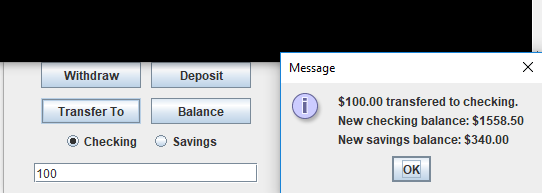 Withdraw Deposit
Transfer To Balance
Checking Savings
100
Message
$100.00 transfered to checking.
New checking balance: $1558.50
New savings balance: $340.00
OK